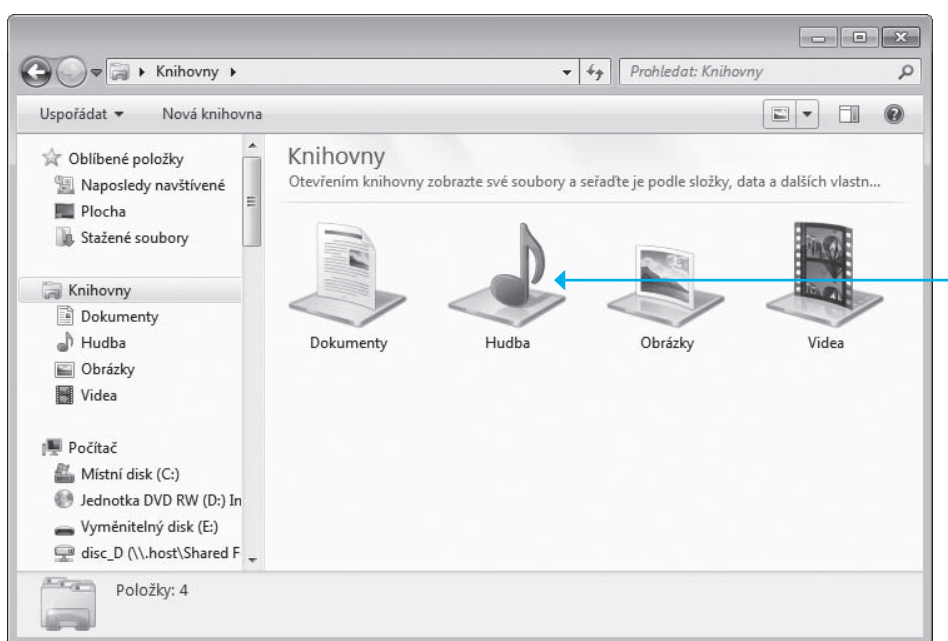 Knihovny
Prohledat: Knihovny
Uspořádat
Nová knihovna
Oblíbené položky
Naposledy navštívené
Plocha
Stažené soubory
Knihovny
Dokumenty
Hudba
Obrázky
Videa
Počítač
Místní disk (C:)
Jednotka DVD RW (D:) In
Vyměnitelný disk (E:)
disc_D (\\.host\Shared F
Knihovny
Otevřením knihovny zobrazte své soubory a seřaďte je podle složky, data a dalších vlastn...
Dokumenty
Hudba
Obrázky
Videa
Položky: 4